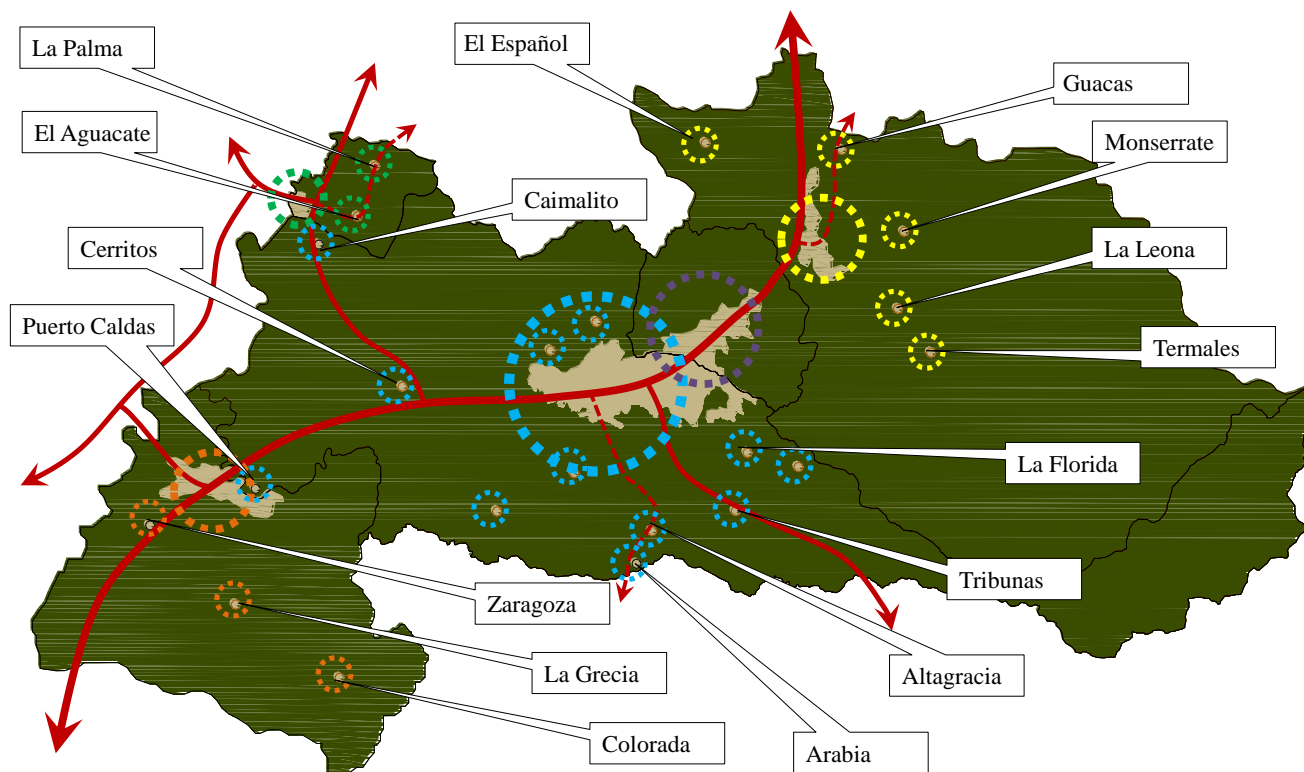 La Palma
El Español
Guacas
El Aguacate
Monserrate
Caimalito
Cerritos
La Leona
Puerto Caldas
Termales
La Florida
Tribunas
Zaragoza
La Grecia
Altagracia
Colorada
Arabia